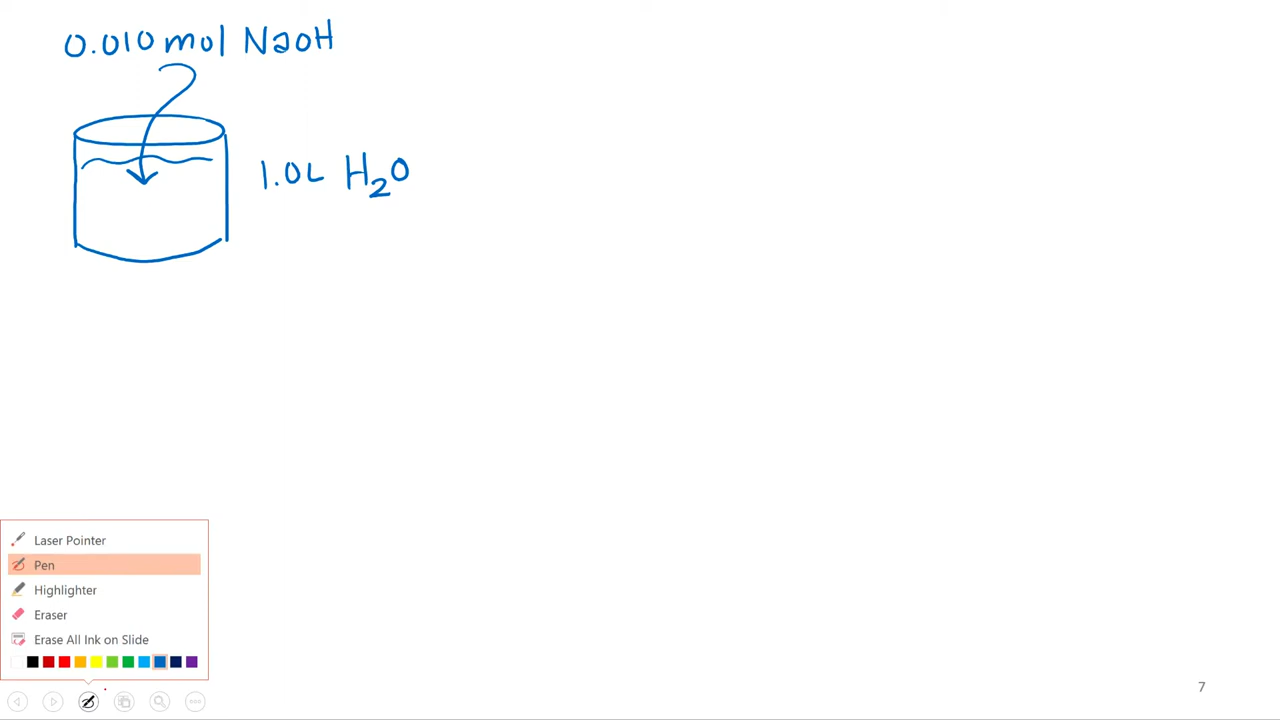 0.010 mol NaOH
1.0L H₂O
Laser Pointer
Pen
Highlighter
Eraser
Erase All Ink on Slide
7